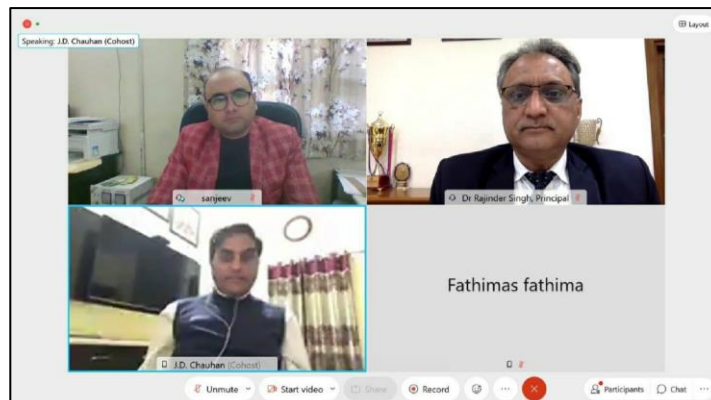 Layout
Speaking: J.D. Chauhan (Cohost)
sanjeev
Dr Rajinder Singh, Principal
Fathimas fathima
J.D. Chauhan (Cohost)
Unmute
Start video
Share
Record
Participants
Chat